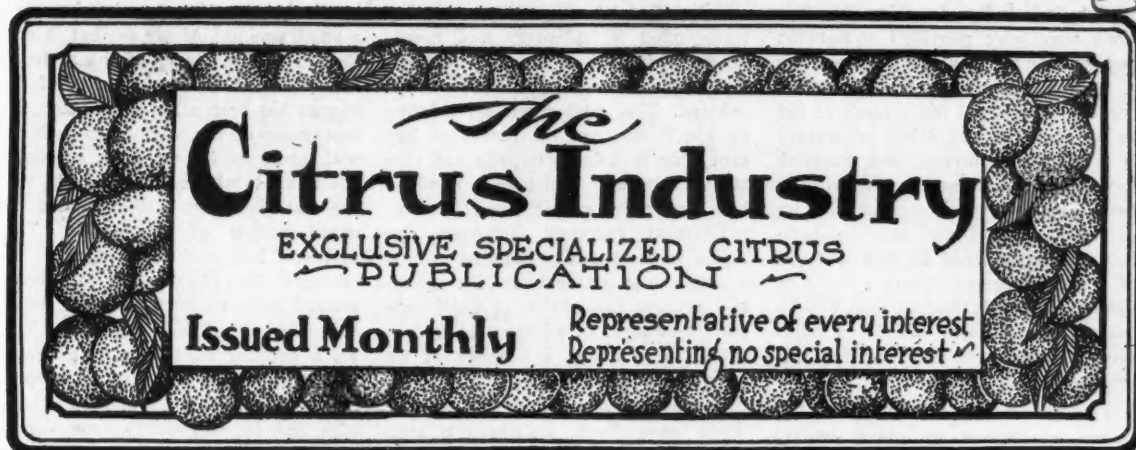 The
Citrus Industry
EXCLUSIVE SPECIALIZED CITRUS
PUBLICATION
Issued Monthly
Representative of every interest
Representing no special interest